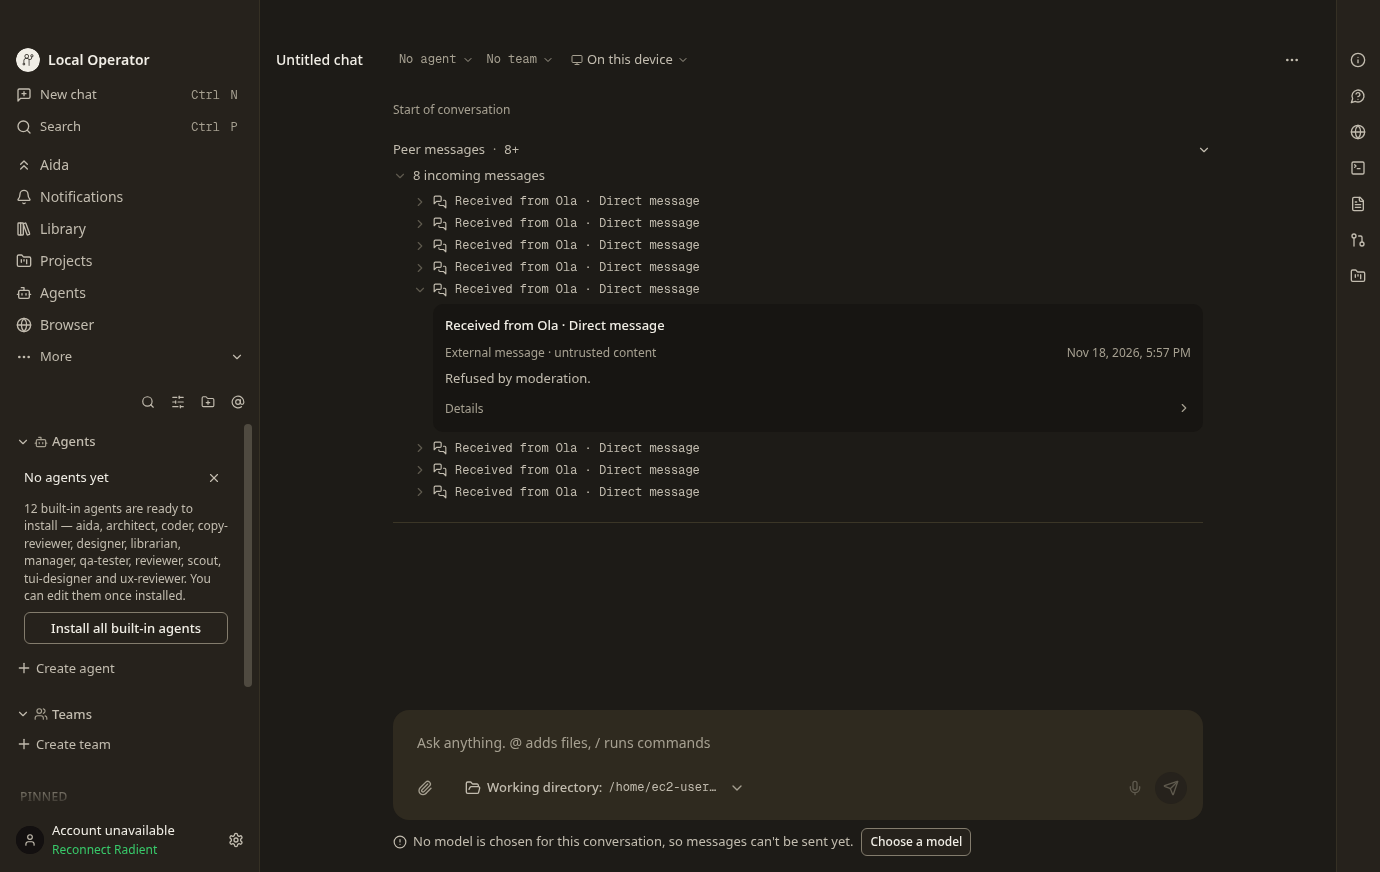 Local Operator
New chat Ctrl N
Search Ctrl P
Aida
Notifications
Library
Projects
Agents
Browser
More
Agents
No agents yet
12 built-in agents are ready to
install — aida, architect, coder, copy-
reviewer, designer, librarian,
manager, qa-tester, reviewer, scout,
tui-designer and ux-reviewer. You
can edit them once installed.
Install all built-in agents
Create agent
Teams
Create team
PINNED
Account unavailable
Reconnect Radient
Untitled chat No agent No team On this device
Start of conversation
Peer messages · 8+
8 incoming messages
Received from Ola · Direct message
Received from Ola · Direct message
Received from Ola · Direct message
Received from Ola · Direct message
Received from Ola · Direct message
Received from Ola · Direct message
External message · untrusted content Nov 18, 2026, 5:57 PM
Refused by moderation.
Details
Received from Ola · Direct message
Received from Ola · Direct message
Received from Ola · Direct message
Ask anything. @ adds files, / runs commands
Working directory: /home/ec2-user…
No model is chosen for this conversation, so messages can't be sent yet. Choose a model